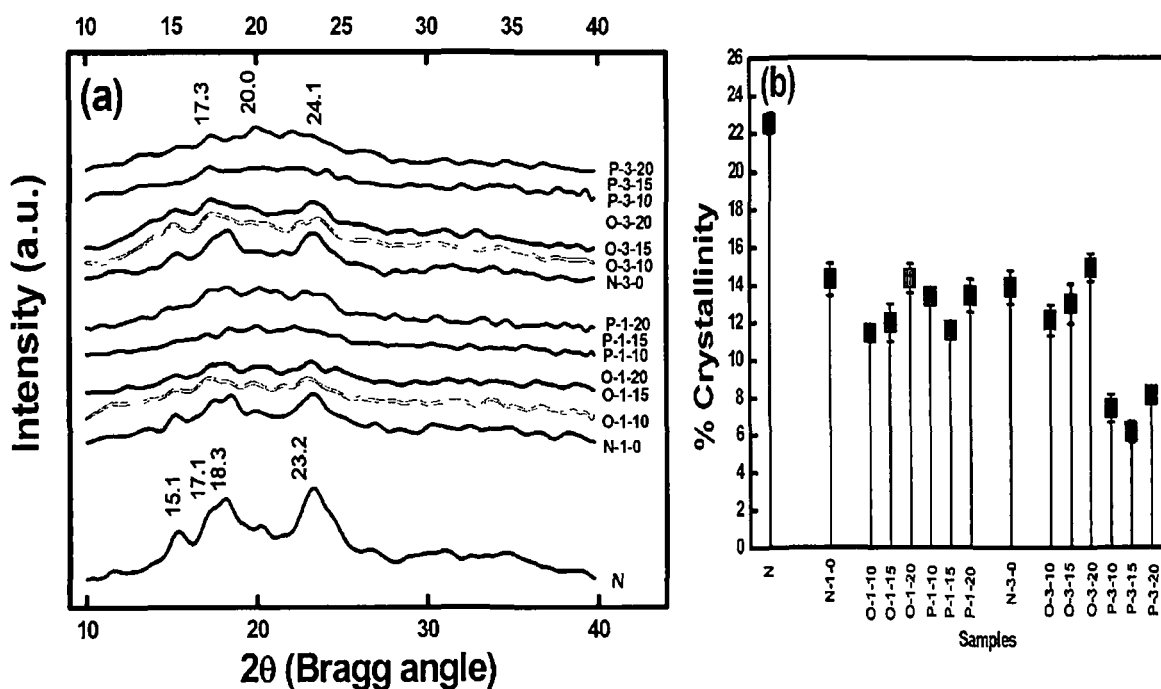 10 15 20 25 30 35 40
(a)
17.3
20.0
24.1
P-3-20
P-3-15
P-3-10
O-3-20
O-3-15
O-3-10
N-3-0
P-1-20
P-1-15
P-1-10
O-1-20
O-1-15
O-1-10
N-1-0
15.1
17.1
18.3
23.2
N
Intensity (a.u.)
10 20 30 40
2θ (Bragg angle)
(b)
26
24
22
20
18
16
14
12
10
8
6
4
2
0
% Crystallinity
N
N-1-0
O-1-10
O-1-15
O-1-20
P-1-10
P-1-15
P-1-20
N-3-0
O-3-10
O-3-15
O-3-20
P-3-10
P-3-15
P-3-20
Samples